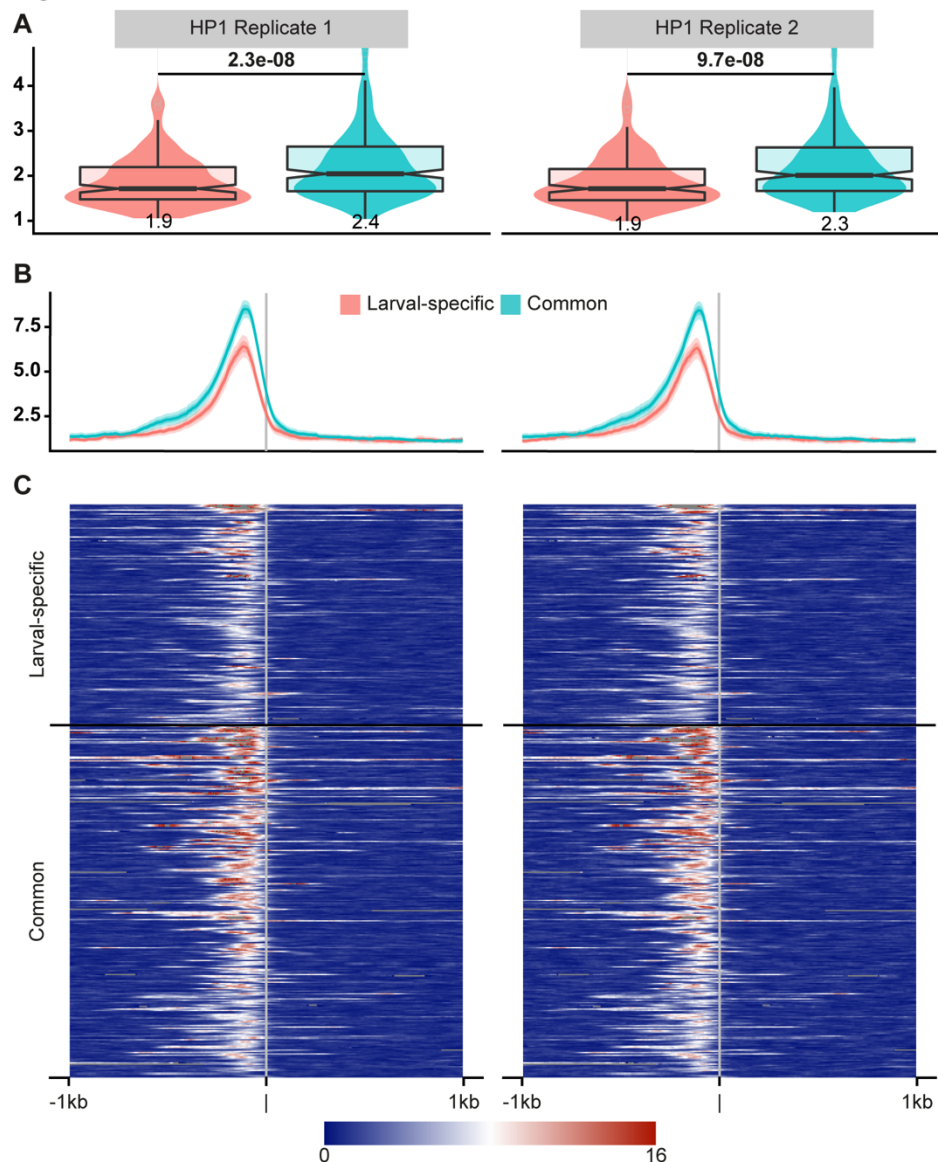 A
HP1 Replicate 1
HP1 Replicate 2
2.3e-08
9.7e-08
4
3
2
1
1.9
2.4
1.9
2.3
B
Larval-specific
Common
7.5
5.0
2.5
C
Larval-specific
Common
-1kb
|
1kb
-1kb
|
1kb
0
16